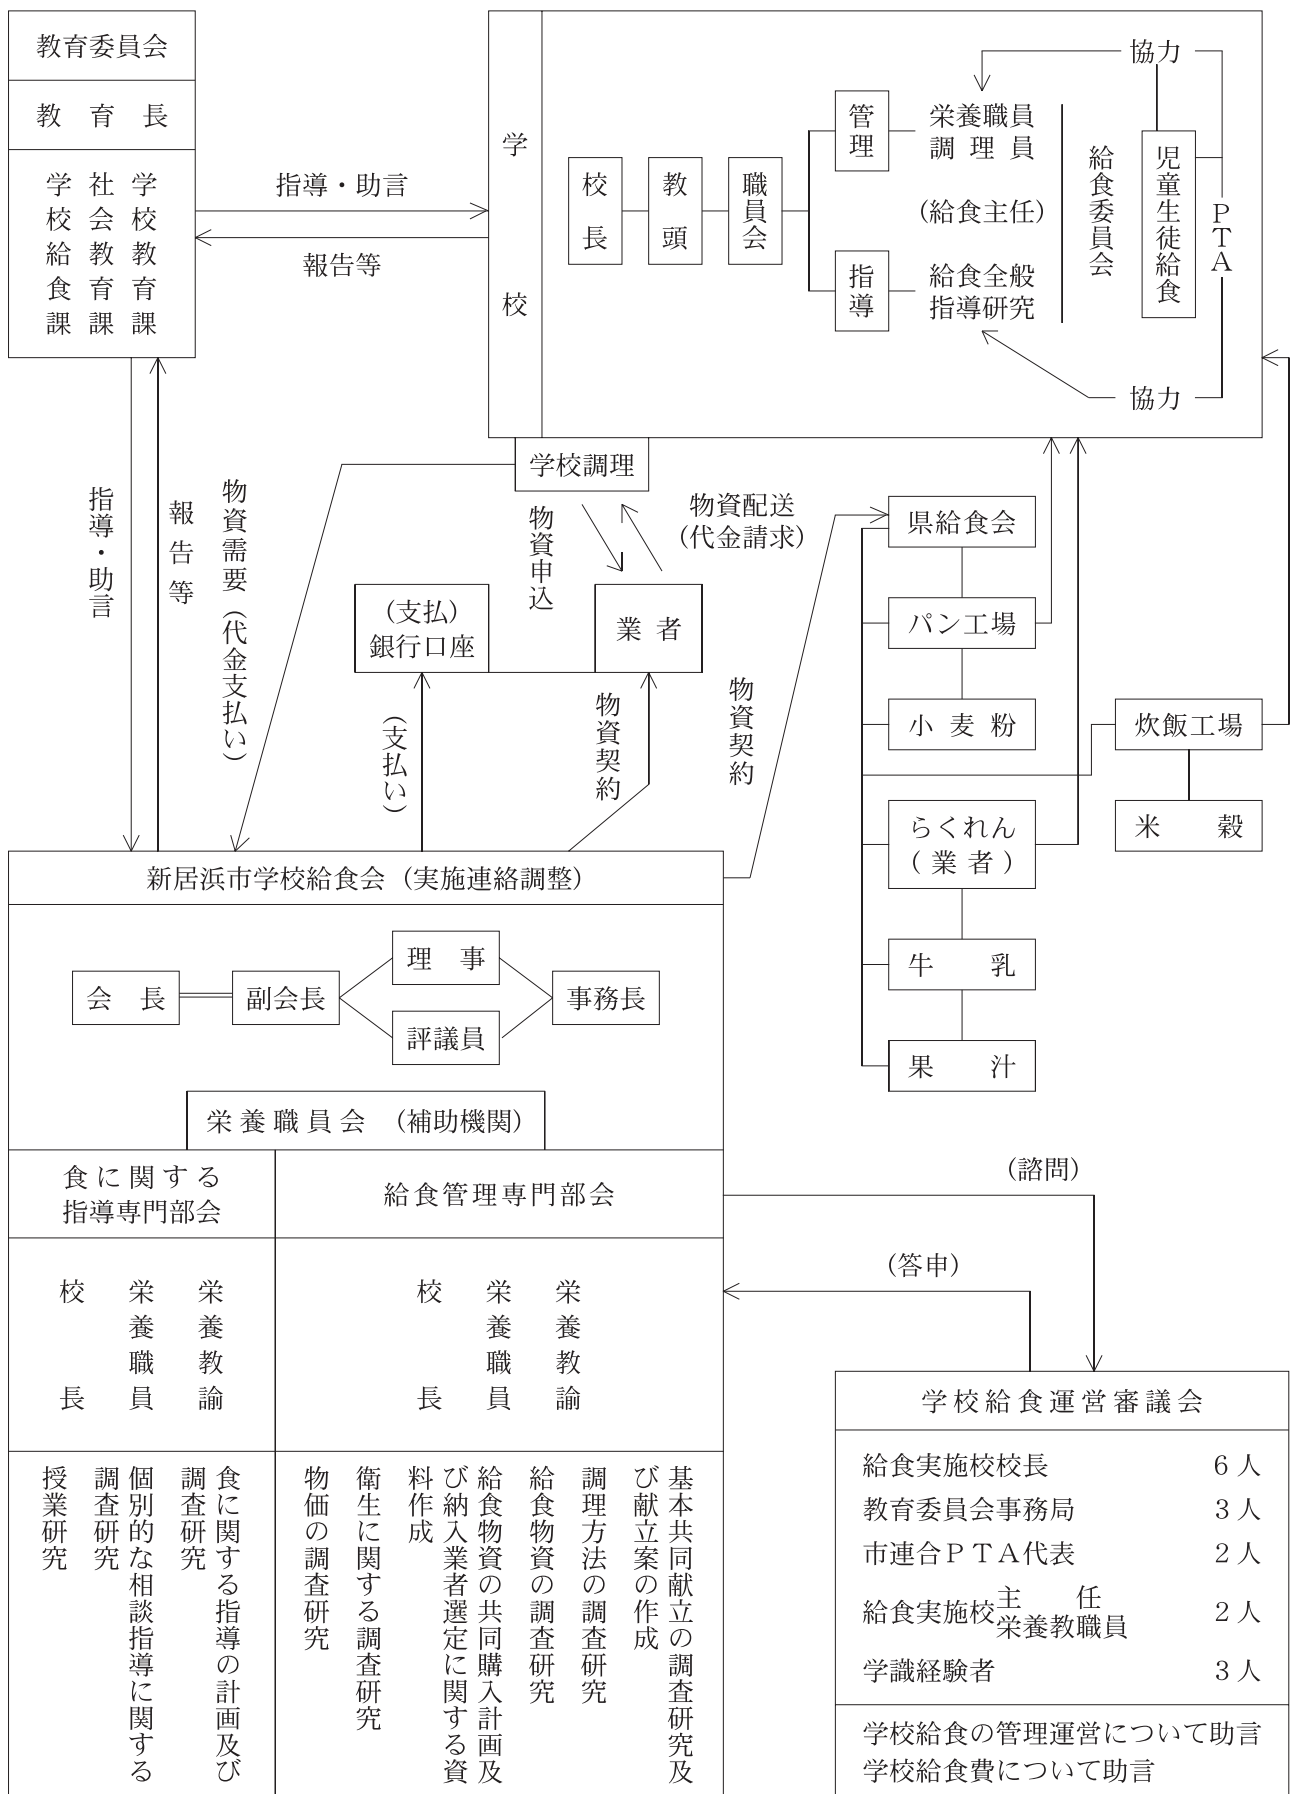 教育委員会
教育長
学校教育課
社会教育課
学校給食課
指導・助言
報告等
学校
校長
教頭
職員会
管理
栄養職員
調理員
(給食主任)
指導
給食全般
指導研究
給食委員会
児童生徒給食
PTA
協力
協力
学校調理
指導・助言
報告等
物資需要(代金支払い)
物資申込
物資配送
(代金請求)
(支払)
銀行口座
業者
(支払い)
物資契約
物資契約
県給食会
パン工場
小麦粉
炊飯工場
米穀
らくれん
(業者)
牛乳
果汁
新居浜市学校給食会(実施連絡調整)
会長
副会長
理事
評議員
事務長
栄養職員会(補助機関)
食に関する
指導専門部会
給食管理専門部会
栄養教諭
栄養職員
校長
栄養教諭
栄養職員
校長
食に関する指導の計画及び
調査研究
個別的な相談指導に関する
調査研究
授業研究
基本共同献立の調査研究及
び献立案の作成
調理方法の調査研究
給食物資の調査研究
給食物資の共同購入計画及
び納入業者選定に関する資
料作成
衛生に関する調査研究
物価の調査研究
(諮問)
(答申)
学校給食運営審議会
給食実施校校長 6人
教育委員会事務局 3人
市連合PTA代表 2人
給食実施校主任
栄養教職員 2人
学識経験者 3人
学校給食の管理運営について助言
学校給食費について助言